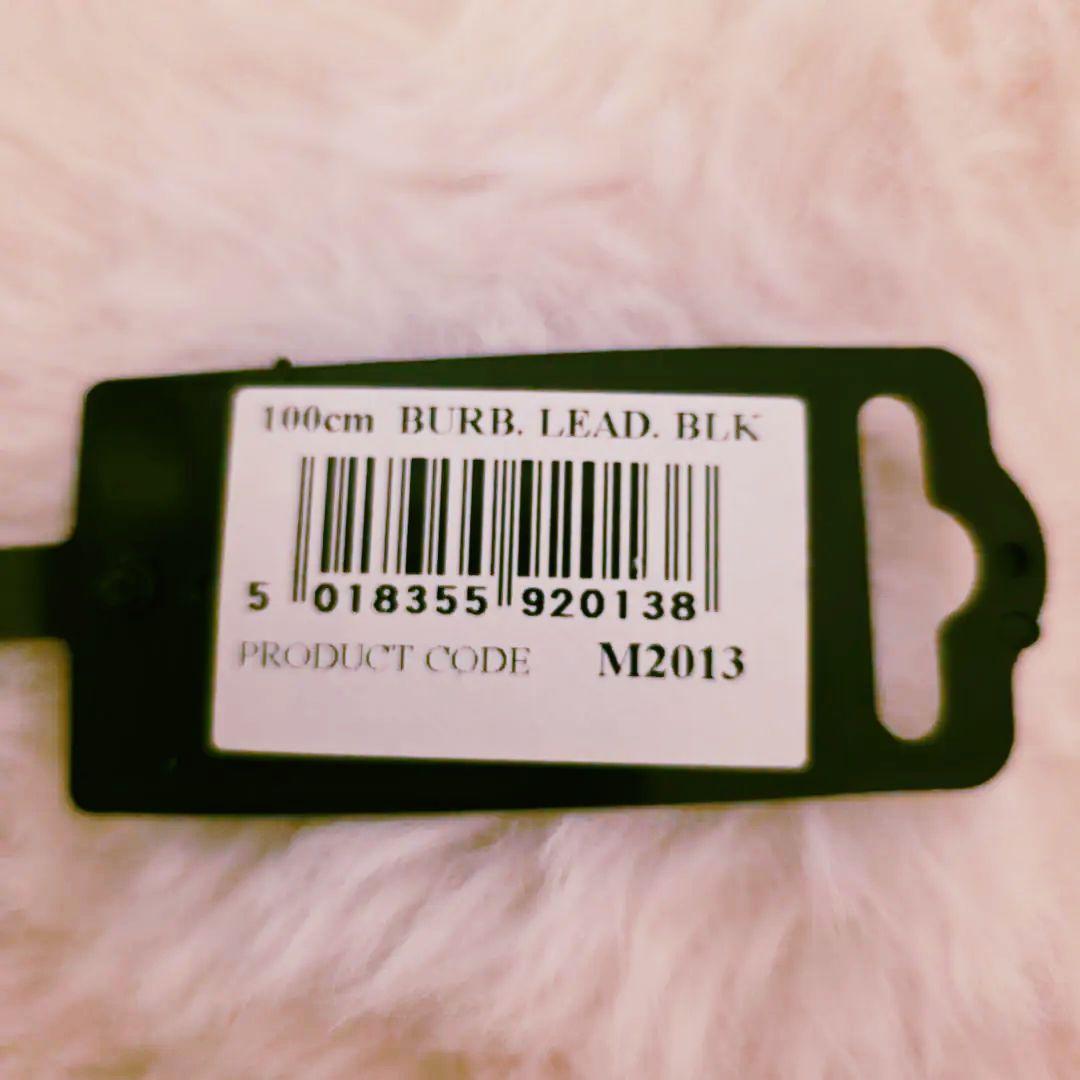 100cm BURB. LEAD. BLK
5 018355 920138
PRODUCT CODE M2013